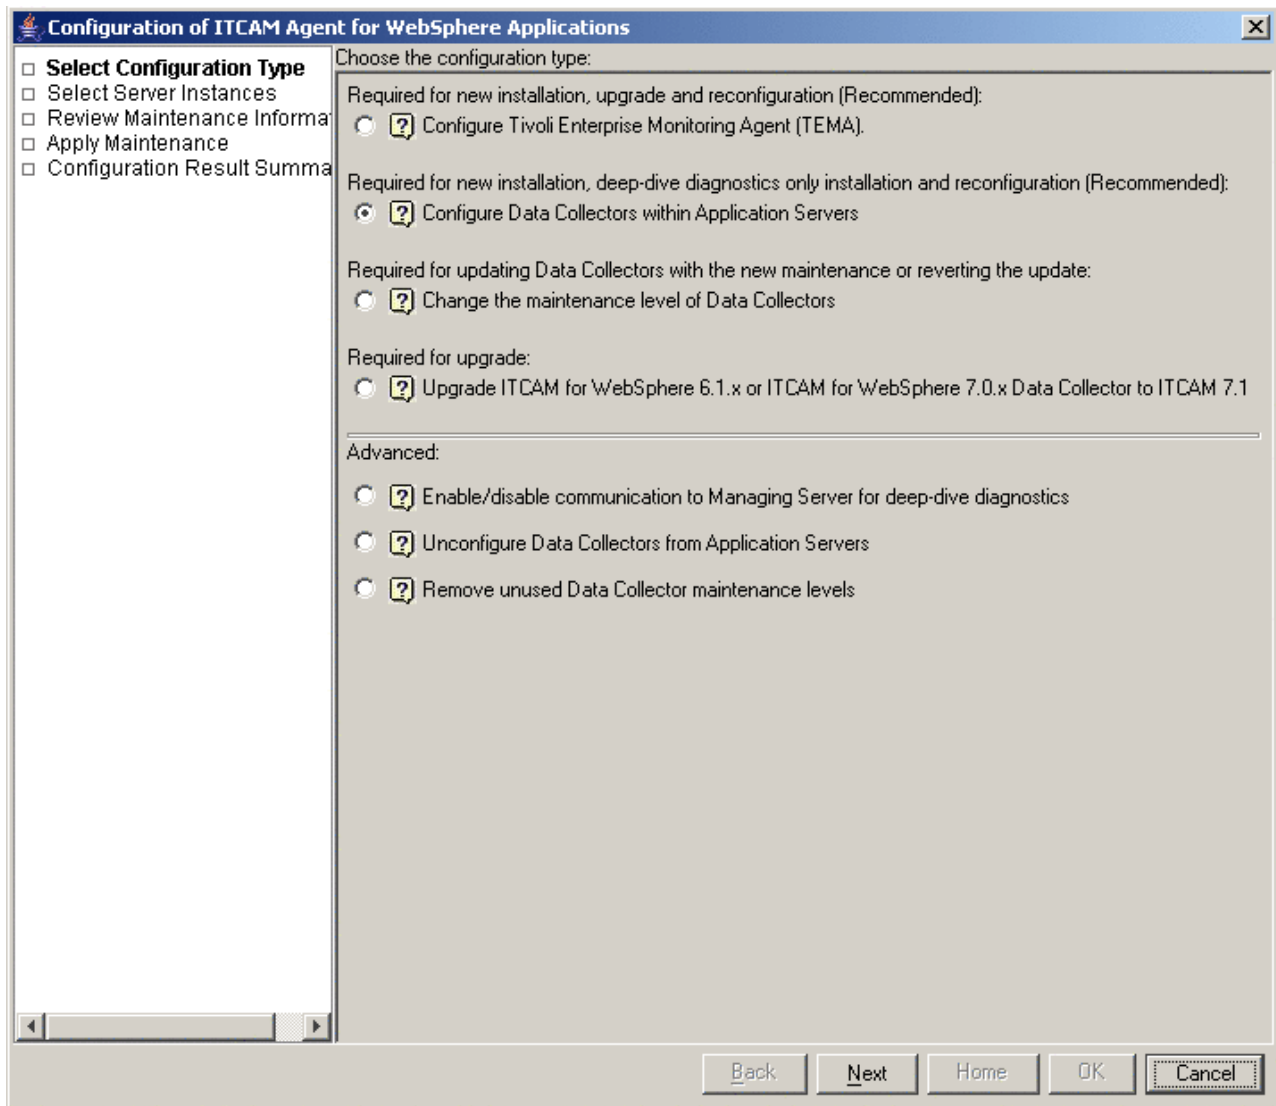 Configuration of ITCAM Agent for WebSphere Applications
Select Configuration Type
Select Server Instances
Review Maintenance Informa
Apply Maintenance
Configuration Result Summa
Choose the configuration type:
Required for new installation, upgrade and reconfiguration (Recommended):
Configure Tivoli Enterprise Monitoring Agent (TEMA).
Required for new installation, deep-dive diagnostics only installation and reconfiguration (Recommended):
Configure Data Collectors within Application Servers
Required for updating Data Collectors with the new maintenance or reverting the update:
Change the maintenance level of Data Collectors
Required for upgrade:
Upgrade ITCAM for WebSphere 6.1.x or ITCAM for WebSphere 7.0.x Data Collector to ITCAM 7.1
Advanced:
Enable/disable communication to Managing Server for deep-dive diagnostics
Unconfigure Data Collectors from Application Servers
Remove unused Data Collector maintenance levels
Back Next Home OK Cancel